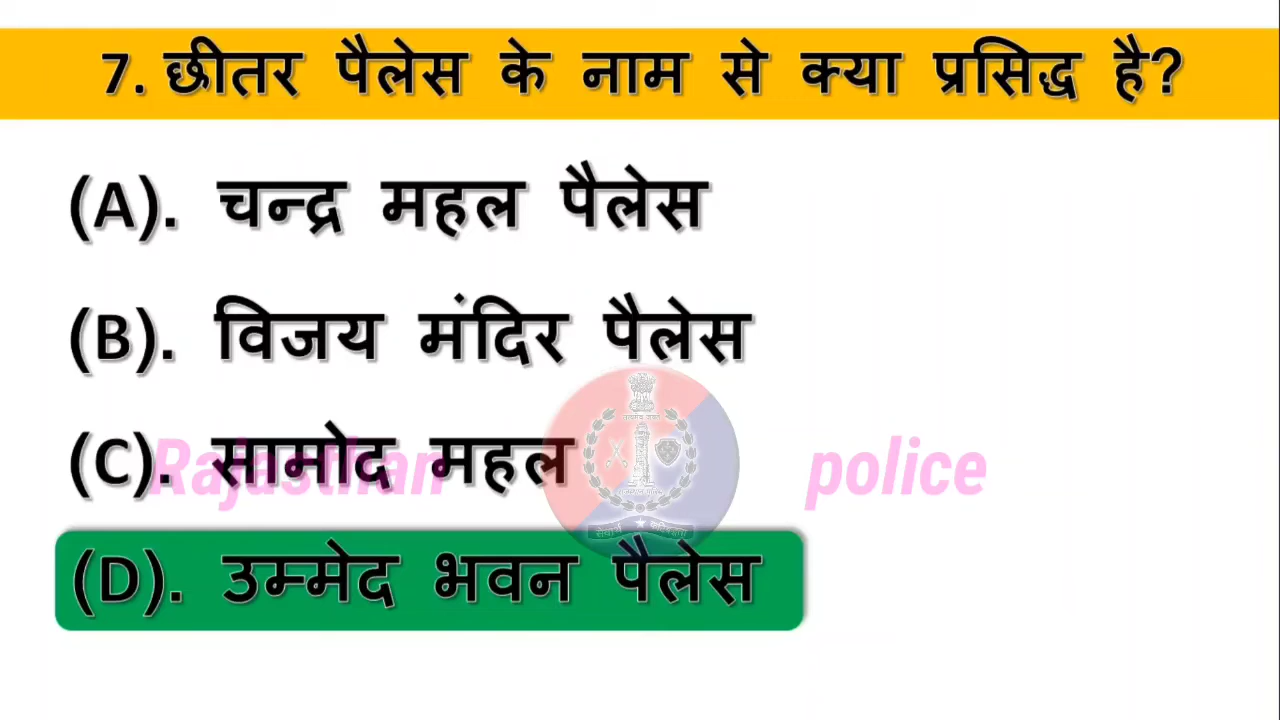 7. छीतर पैलेस के नाम से क्या प्रसिद्ध है?
(A). चन्द्र महल पैलेस
(B). विजय मंदिर पैलेस
(C). सामोद महल
Rajasthan police
(D). उम्मेद भवन पैलेस